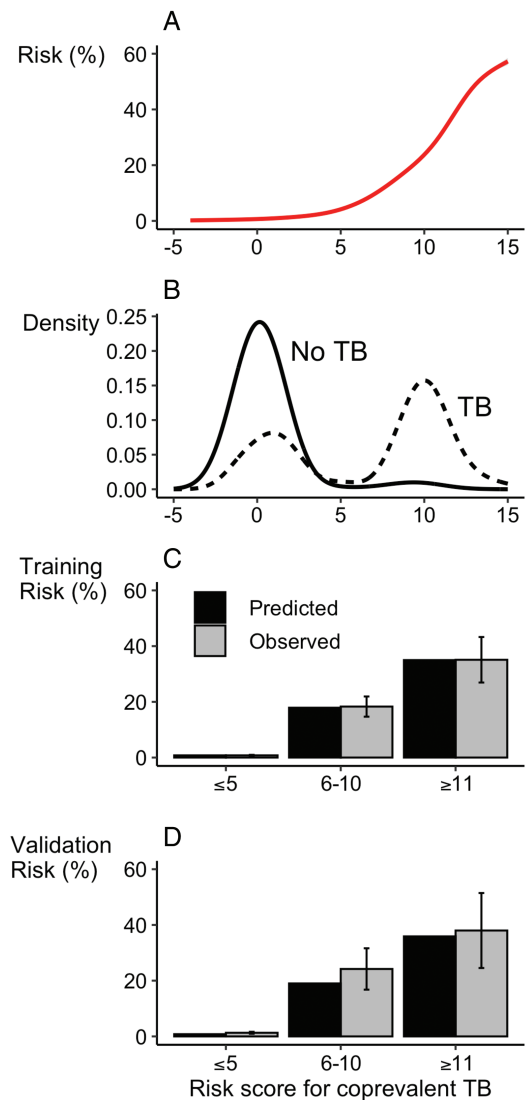 A
Risk (%)
60
40
20
0
-5 0 5 10 15
B
Density
0.25
0.20
0.15
0.10
0.05
0.00
No TB
TB
-5 0 5 10 15
C
Training
Risk (%)
60
40
20
0
Predicted
Observed
≤5 6-10 ≥11
D
Validation
Risk (%)
60
40
20
0
≤5 6-10 ≥11
Risk score for coprevalent TB